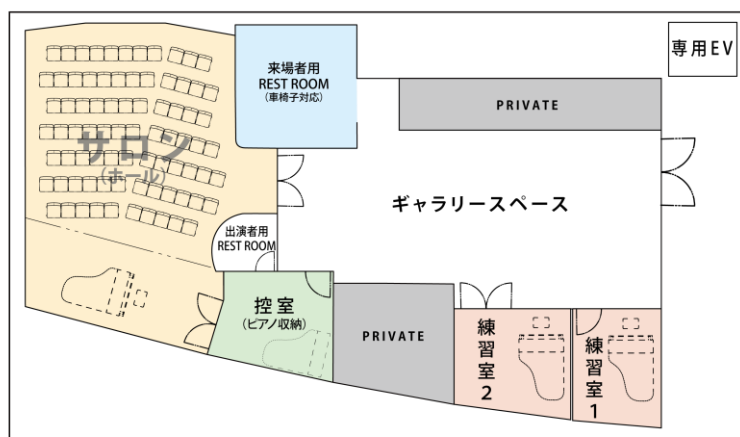 来場者用
REST ROOM
（車椅子対応）
専用EV
PRIVATE
サロン
（ホール）
ギャラリースペース
出演者用
REST ROOM
控室
（ピアノ収納）
PRIVATE
練習室2
練習室1